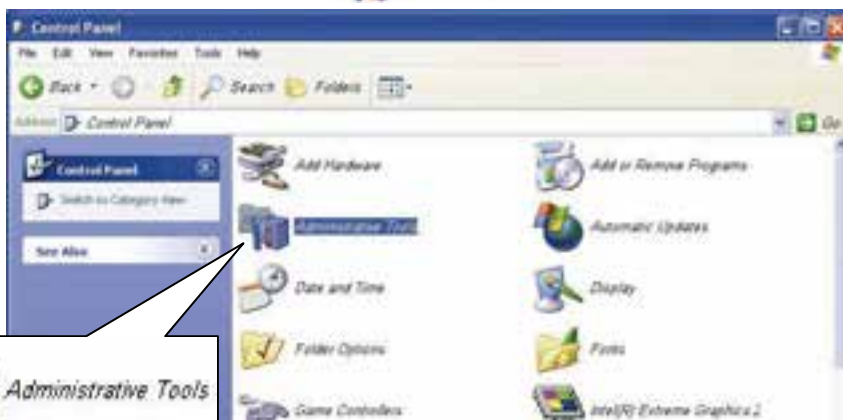 Control Panel
File Edit View Favorites Tools Help
Back Search Folders
Address Control Panel Go
Control Panel
Switch to Category View
See Also
Add Hardware
Add or Remove Programs
Administrative Tools
Automatic Updates
Date and Time
Display
Folder Options
Fonts
Game Controllers
Intel(R) Extreme Graphics 2
Administrative Tools